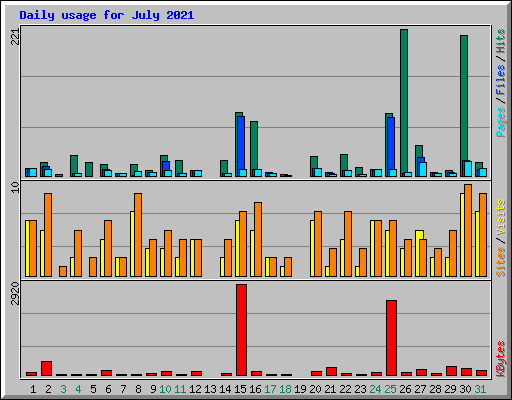 Daily usage for July 2021
221
Pages / Files / Hits
10
Sites / Visits
2920
KBytes
1 2 3 4 5 6 7 8 9 10 11 12 13 14 15 16 17 18 19 20 21 22 23 24 25 26 27 28 29 30 31